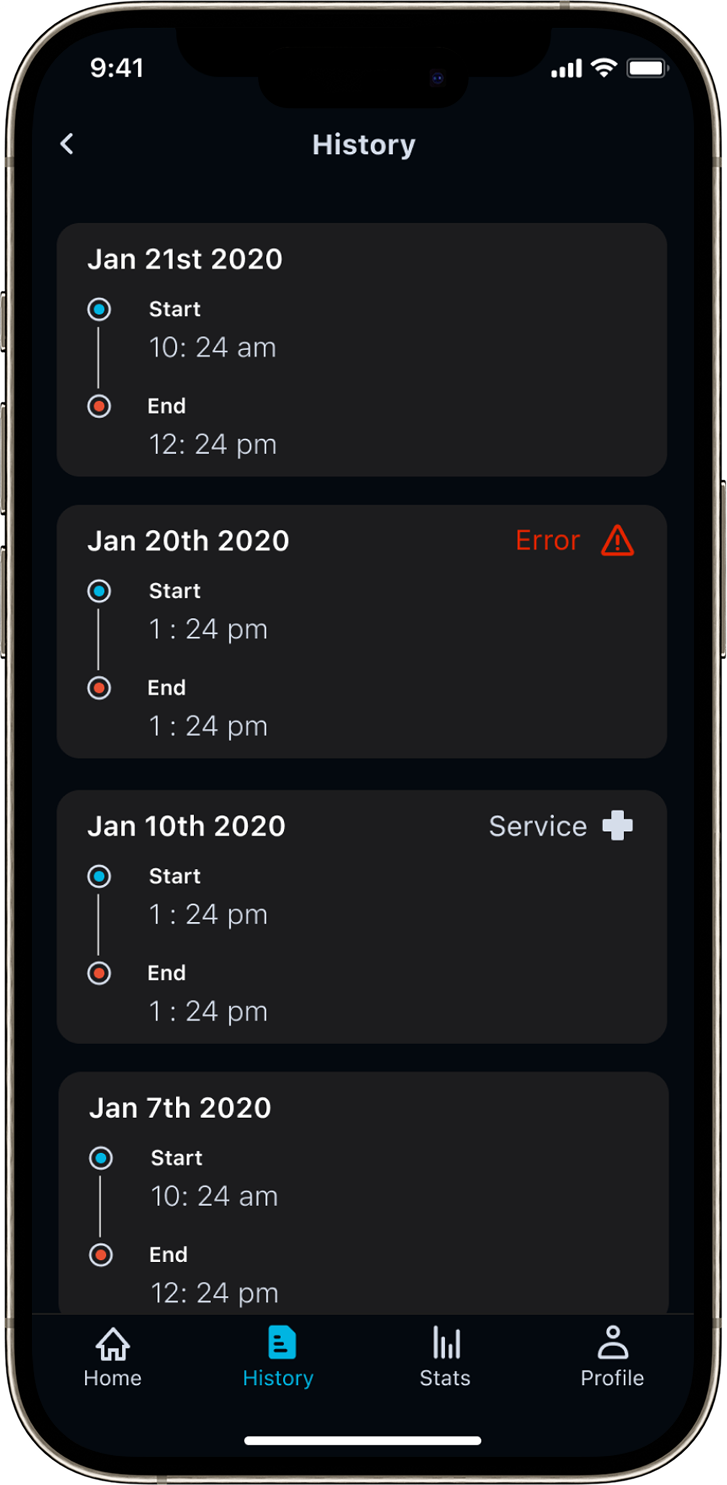 9:41
History
Jan 21st 2020
Start
10: 24 am
End
12: 24 pm
Jan 20th 2020 Error
Start
1 : 24 pm
End
1 : 24 pm
Jan 10th 2020 Service
Start
1 : 24 pm
End
1 : 24 pm
Jan 7th 2020
Start
10: 24 am
End
12: 24 pm
Home History Stats Profile